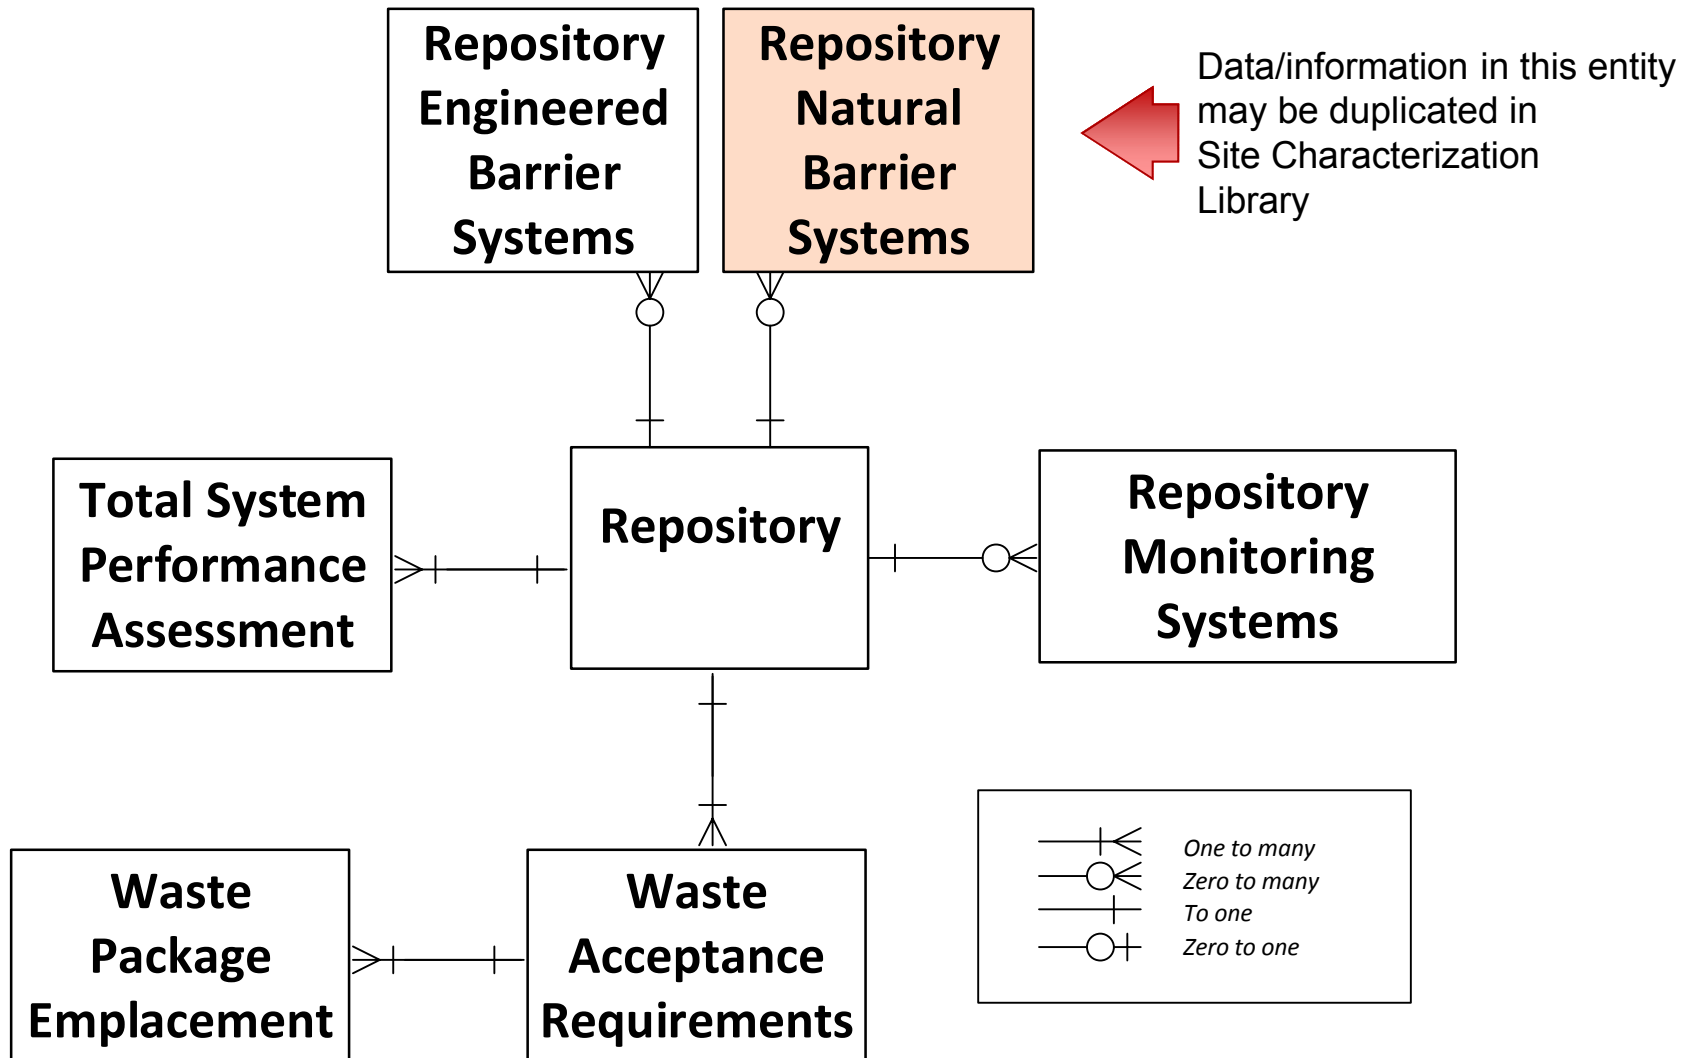 Repository
Engineered
Barrier
Systems
Repository
Natural
Barrier
Systems
Data/information in this entity
may be duplicated in
Site Characterization
Library
Total System
Performance
Assessment
Repository
Repository
Monitoring
Systems
Waste
Package
Emplacement
Waste
Acceptance
Requirements
One to many
Zero to many
To one
Zero to one